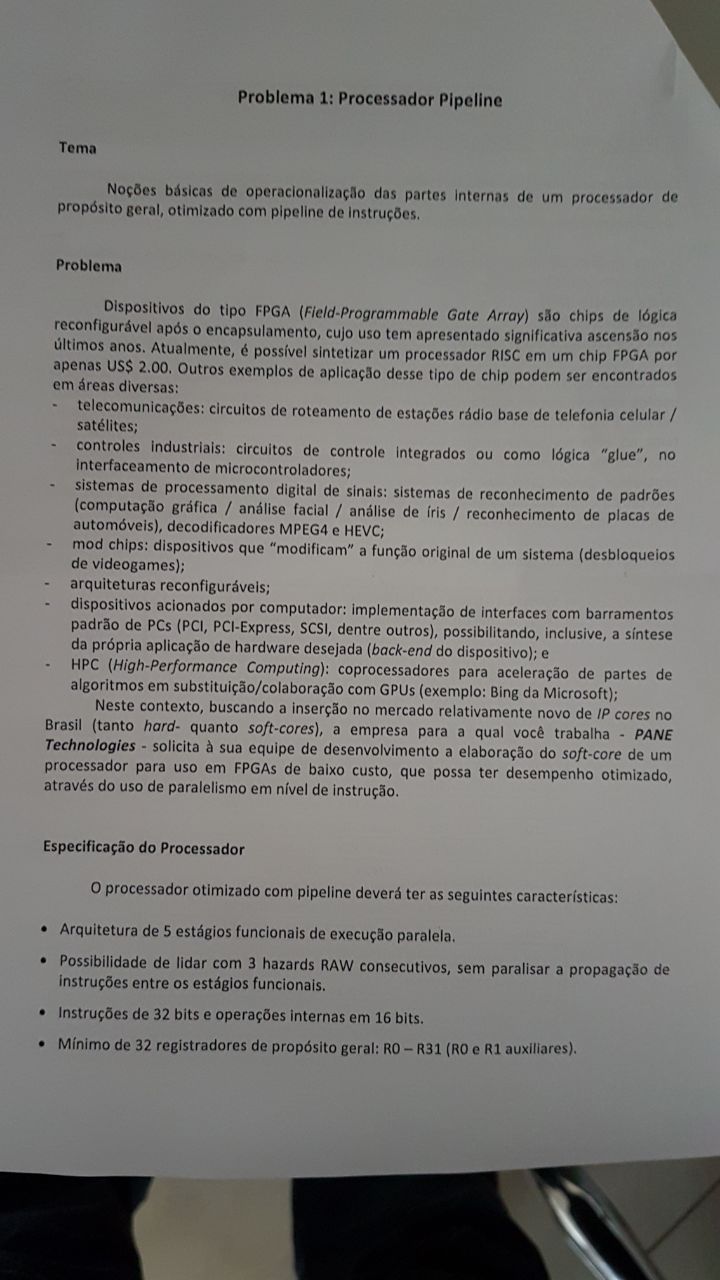 Problema 1: Processador Pipeline
Tema
Noções básicas de operacionalização das partes internas de um processador de
propósito geral, otimizado com pipeline de instruções.
Problema
Dispositivos do tipo FPGA (Field-Programmable Gate Array) são chips de lógica
reconfigurável após o encapsulamento, cujo uso tem apresentado significativa ascensão nos
últimos anos. Atualmente, é possível sintetizar um processador RISC em um chip FPGA por
apenas US$ 2.00. Outros exemplos de aplicação desse tipo de chip podem ser encontrados
em áreas diversas:
- telecomunicações: circuitos de roteamento de estações rádio base de telefonia celular /
satélites;
- controles industriais: circuitos de controle integrados ou como lógica “glue”, no
interfaceamento de microcontroladores;
- sistemas de processamento digital de sinais: sistemas de reconhecimento de padrões
(computação gráfica / análise facial / análise de íris / reconhecimento de placas de
automóveis), decodificadores MPEG4 e HEVC;
- mod chips: dispositivos que “modificam” a função original de um sistema (desbloqueios
de videogames);
- arquiteturas reconfiguráveis;
- dispositivos acionados por computador: implementação de interfaces com barramentos
padrão de PCs (PCI, PCI-Express, SCSI, dentre outros), possibilitando, inclusive, a síntese
da própria aplicação de hardware desejada (back-end do dispositivo); e
- HPC (High-Performance Computing): coprocessadores para aceleração de partes de
algoritmos em substituição/colaboração com GPUs (exemplo: Bing da Microsoft);
Neste contexto, buscando a inserção no mercado relativamente novo de IP cores no
Brasil (tanto hard- quanto soft-cores), a empresa para a qual você trabalha - PANE
Technologies - solicita à sua equipe de desenvolvimento a elaboração do soft-core de um
processador para uso em FPGAs de baixo custo, que possa ter desempenho otimizado,
através do uso de paralelismo em nível de instrução.
Especificação do Processador
O processador otimizado com pipeline deverá ter as seguintes características:
• Arquitetura de 5 estágios funcionais de execução paralela.
• Possibilidade de lidar com 3 hazards RAW consecutivos, sem paralisar a propagação de
instruções entre os estágios funcionais.
• Instruções de 32 bits e operações internas em 16 bits.
• Mínimo de 32 registradores de propósito geral: R0 – R31 (R0 e R1 auxiliares).